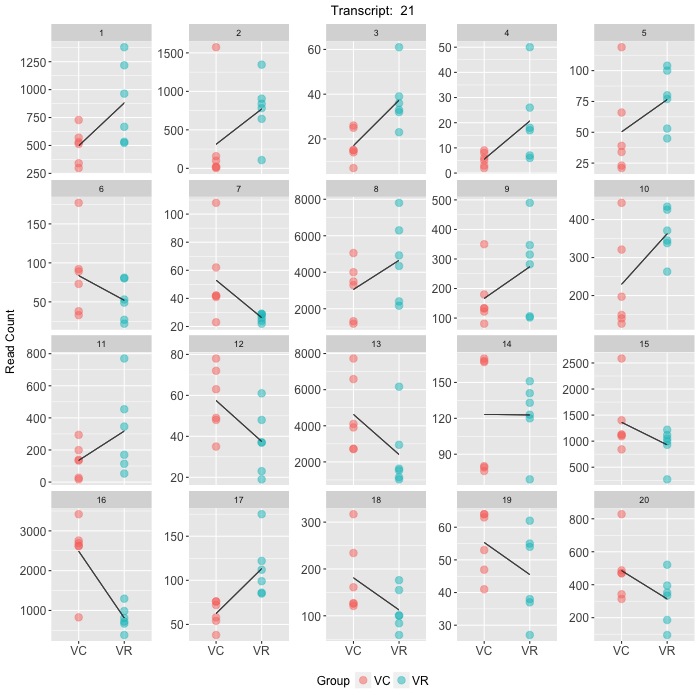 Transcript: 21
1 2 3 4 5
1250 1000 750 500 250
1500 1000 500 0
60 40 20
50 40 30 20 10 0
100 75 50 25
6 7 8 9 10
150 100 50
100 80 60 40 20
8000 6000 4000 2000
500 400 300 200 100
400 300 200
Read Count
11 12 13 14 15
800 600 400 200 0
80 60 40 20
8000 6000 4000 2000
150 120 90
2500 2000 1500 1000 500
16 17 18 19 20
3000 2000 1000
150 100 50
300 200 100
60 50 40 30
800 600 400 200
VC VR VC VR VC VR VC VR VC VR
Group VC VR